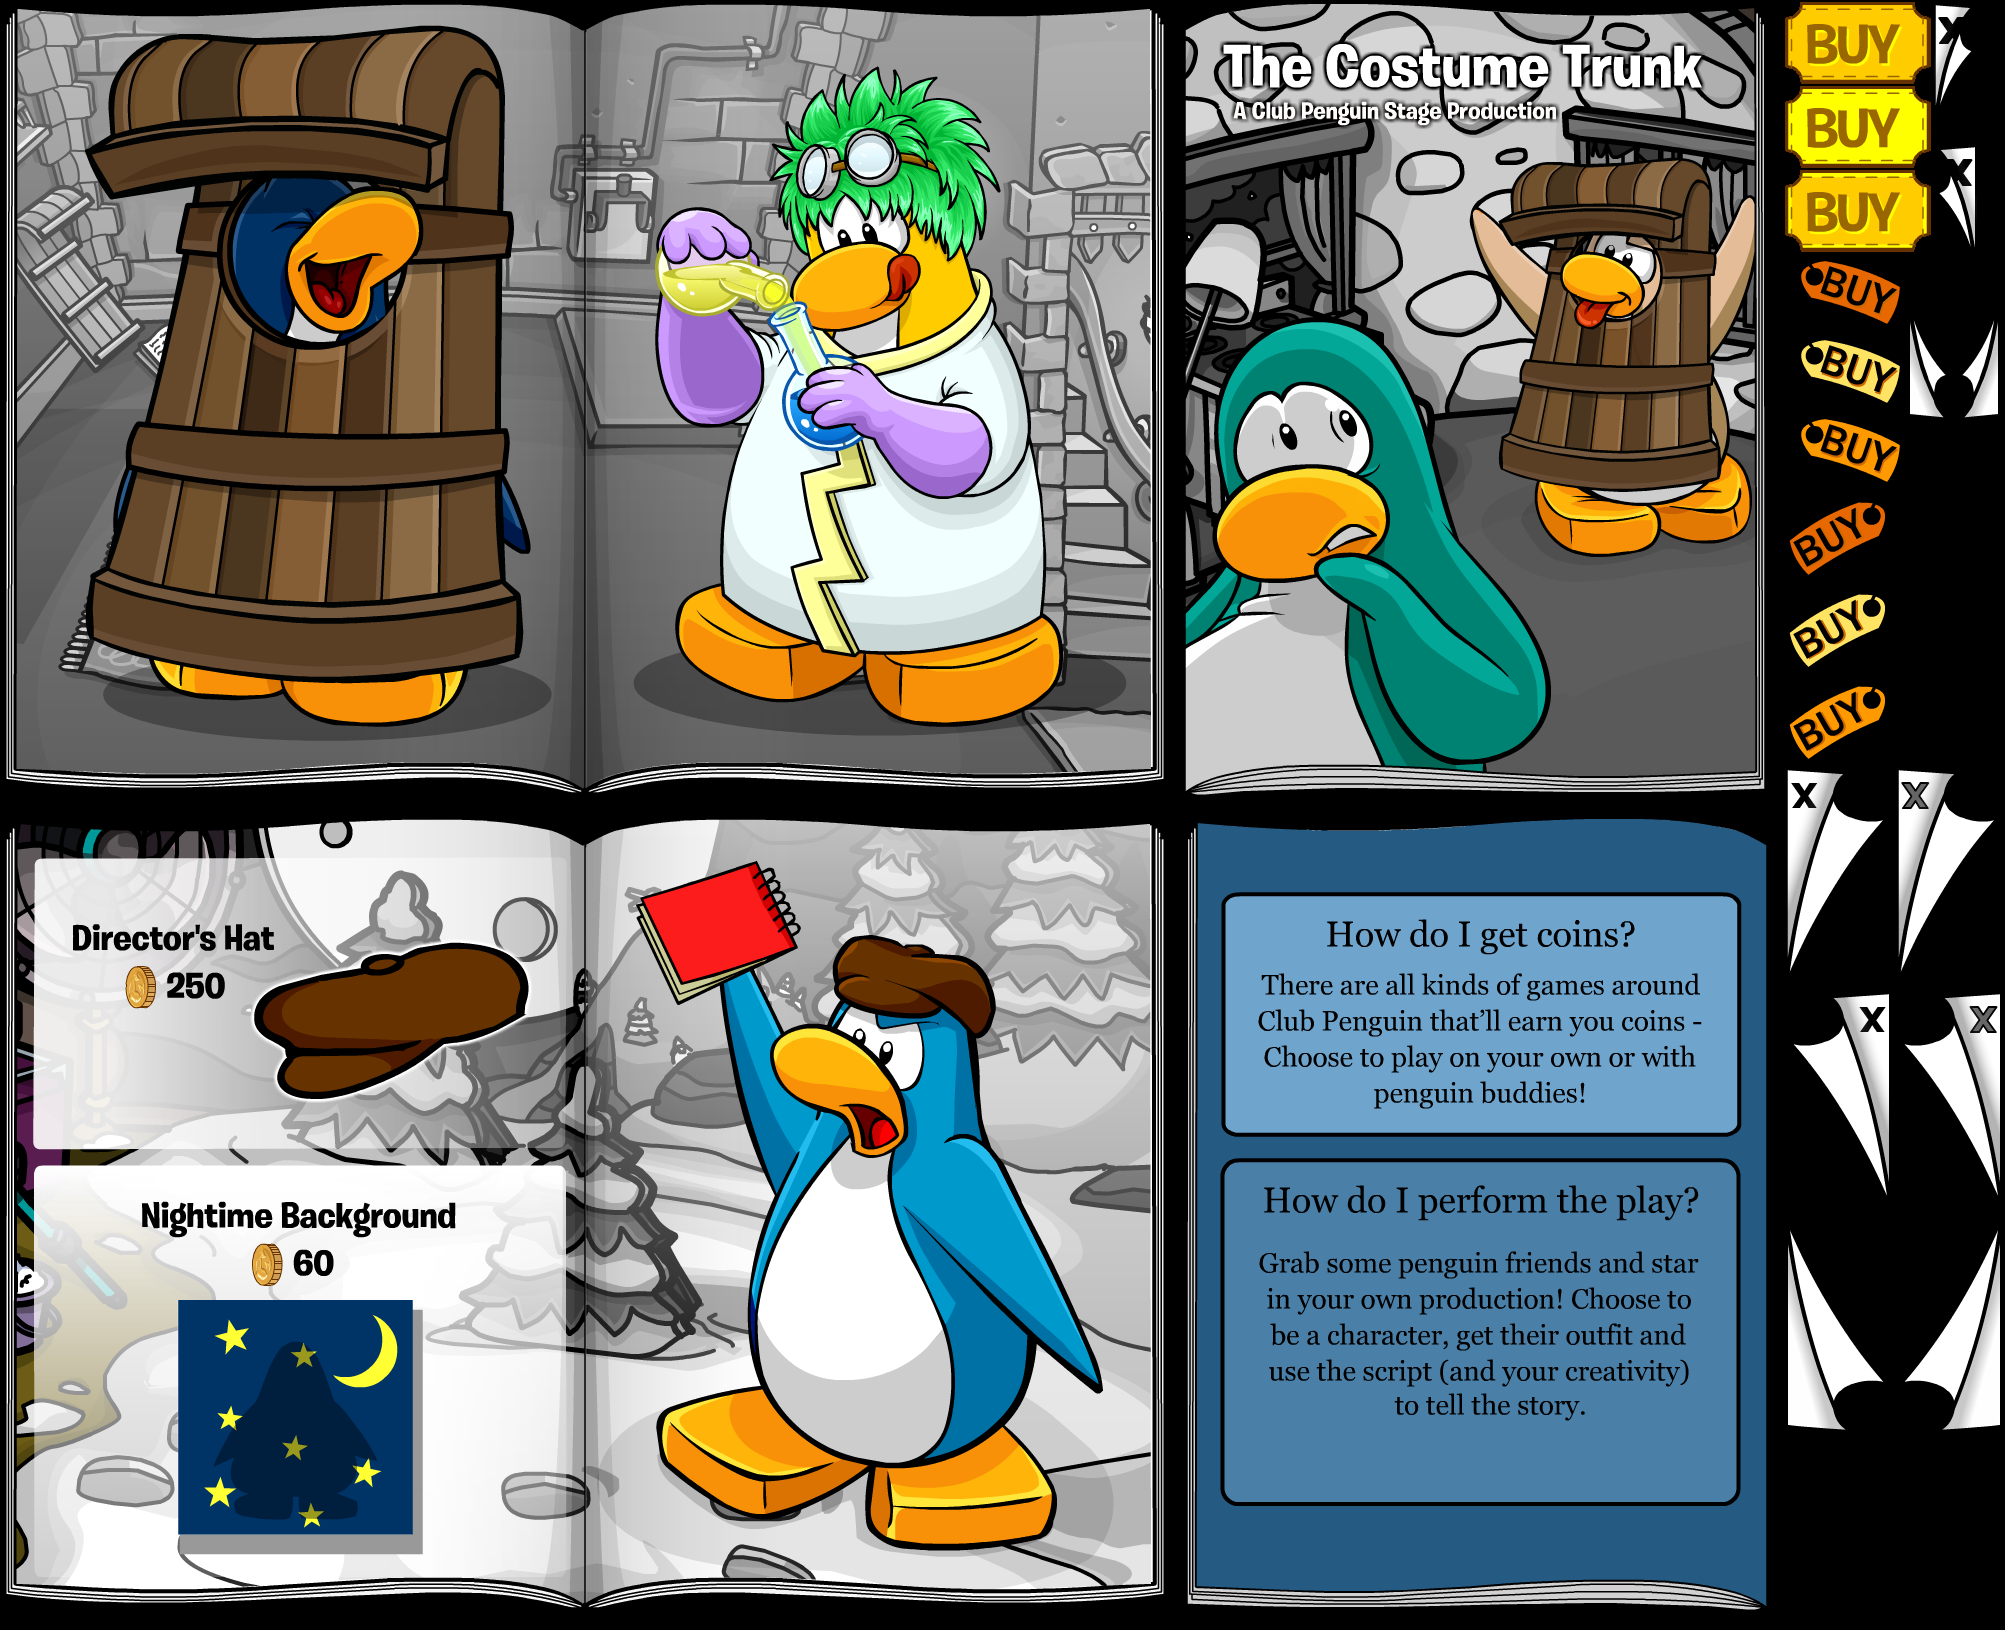 The Costume Trunk
A Club Penguin Stage Production
BUY
BUY
BUY
BUY
BUY
BUY
BUY
BUY
BUY
X
X
X
X
X
X
Director's Hat
250
Nightime Background
60
How do I get coins?
There are all kinds of games around
Club Penguin that'll earn you coins -
Choose to play on your own or with
penguin buddies!
How do I perform the play?
Grab some penguin friends and star
in your own production! Choose to
be a character, get their outfit and
use the script (and your creativity)
to tell the story.